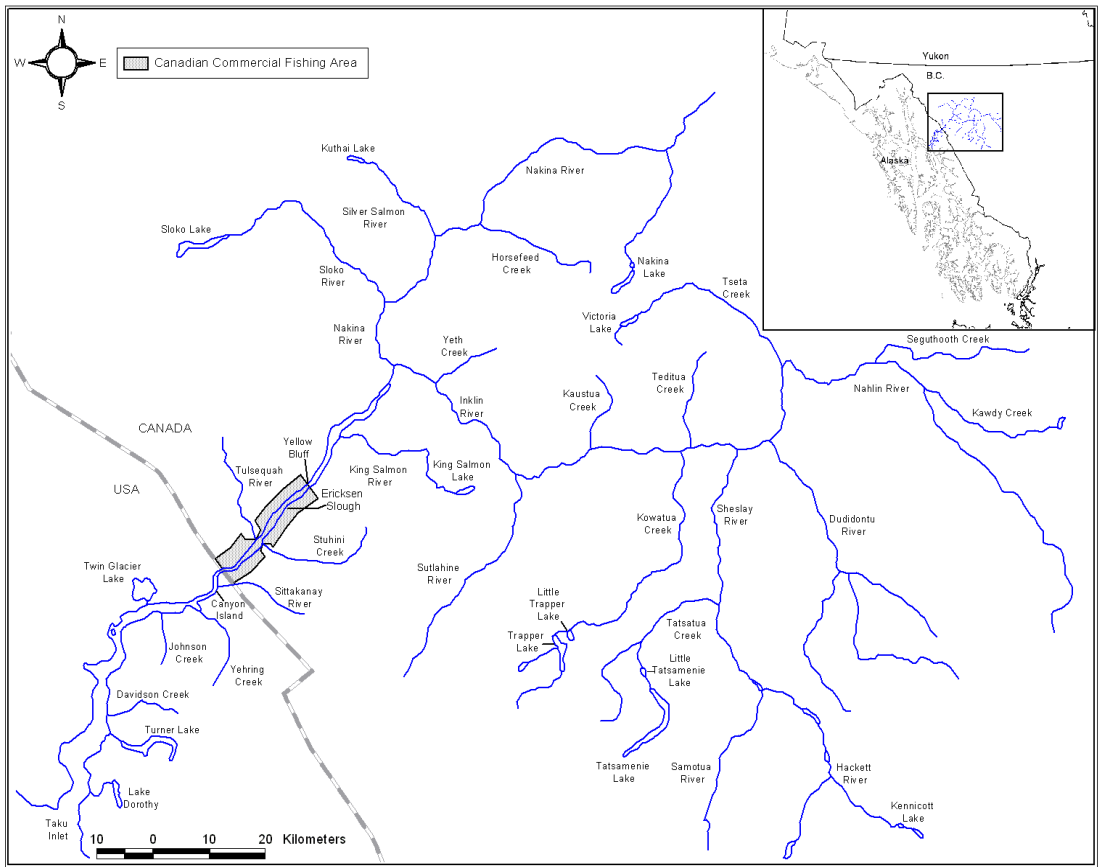 N
W
E
S
Canadian Commercial Fishing Area
Yukon
B.C.
Alaska
Kuthai Lake
Nakina River
Silver Salmon
River
Sloko Lake
Horsefeed
Creek
Nakina
Lake
Sloko
River
Tseta
Creek
Victoria
Lake
Nakina
River
Yeth
Creek
Seguthooth Creek
Teditua
Creek
Nahlin River
Kaustua
Creek
Inklin
River
Kawdy Creek
CANADA
USA
Yellow
Bluff
Tulsequah
River
King Salmon
River
King Salmon
Lake
Ericksen
Slough
Kowatua
Creek
Sheslay
River
Dudidontu
River
Stuhini
Creek
Sutlahine
River
Twin Glacier
Lake
Sittakanay
River
Canyon
Island
Little
Trapper
Lake
Trapper
Lake
Tatsatua
Creek
Johnson
Creek
Yehring
Creek
Little
Tatsamenie
Lake
Davidson Creek
Turner Lake
Tatsamenie
Lake
Samotua
River
Hackett
River
Lake
Dorothy
Kennicott
Lake
Taku
Inlet
10 0 10 20 Kilometers